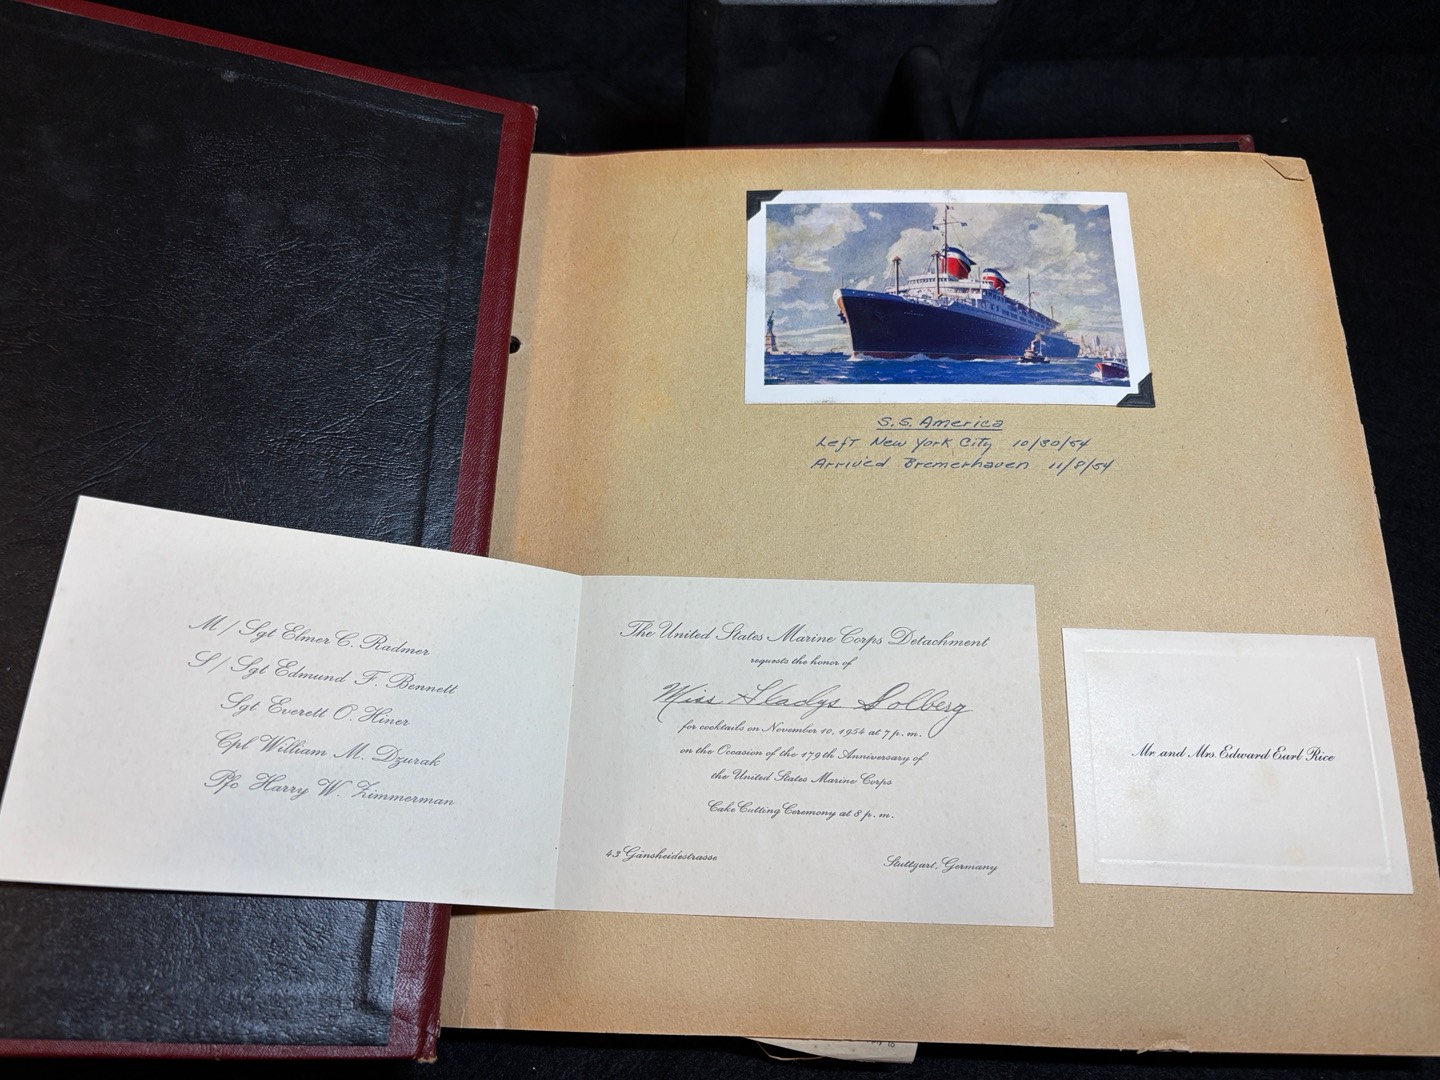 S.S. America
Left New York City 10/30/54
Arrived Bremerhaven 11/8/54
M/Sgt Elmer C. Radmer
S/Sgt Edmund F. Bennett
Sgt Everett O. Hiner
Cpl William M. Dzurak
Pfc Harry W. Zimmerman
The United States Marine Corps Detachment
requests the honor of
Miss Gladys Solberg
for cocktails on November 10, 1954 at 7 p. m.
on the Occasion of the 179th Anniversary of
the United States Marine Corps
Cake Cutting Ceremony at 8 p. m.
43 Gänsheidestrasse
Stuttgart, Germany
Mr. and Mrs. Edward Earl Rice